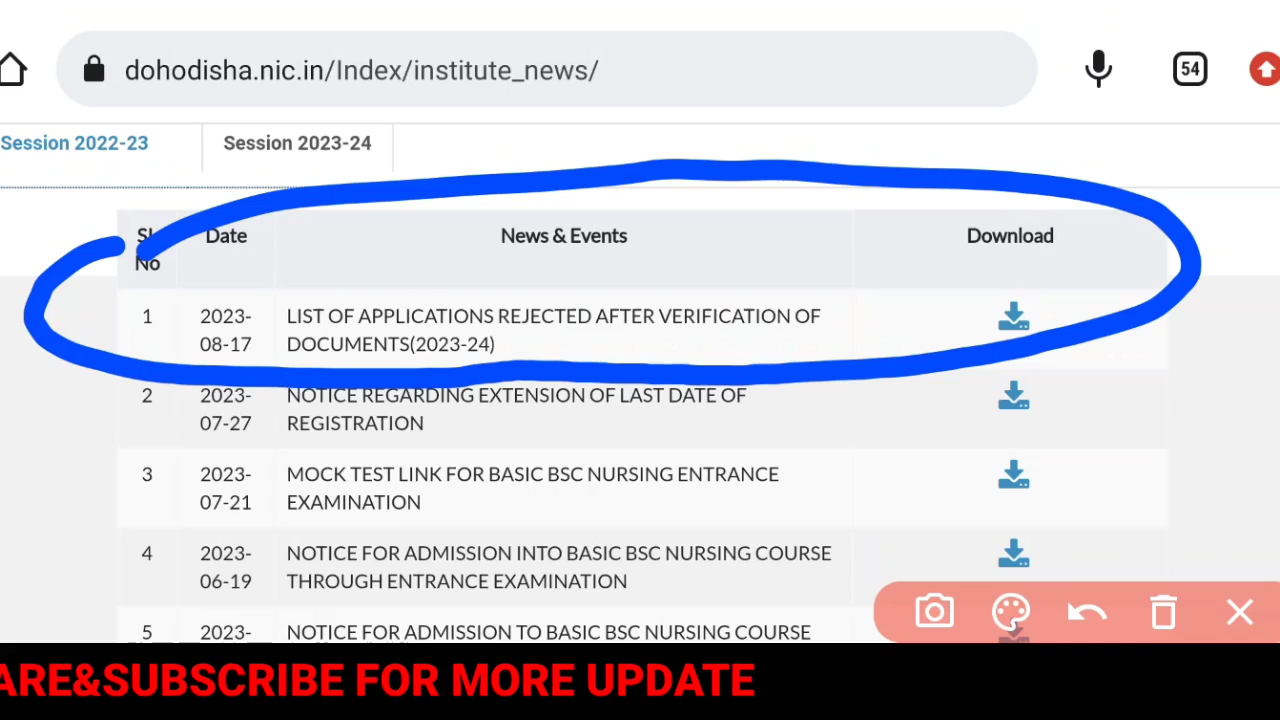 dohodisha.nic.in/Index/institute_news/
54
Session 2022-23 Session 2023-24
Sl Date News & Events Download
No
1 2023- LIST OF APPLICATIONS REJECTED AFTER VERIFICATION OF
08-17 DOCUMENTS(2023-24)
2 2023- NOTICE REGARDING EXTENSION OF LAST DATE OF
07-27 REGISTRATION
3 2023- MOCK TEST LINK FOR BASIC BSC NURSING ENTRANCE
07-21 EXAMINATION
4 2023- NOTICE FOR ADMISSION INTO BASIC BSC NURSING COURSE
06-19 THROUGH ENTRANCE EXAMINATION
5 2023- NOTICE FOR ADMISSION TO BASIC BSC NURSING COURSE
ARE&SUBSCRIBE FOR MORE UPDATE